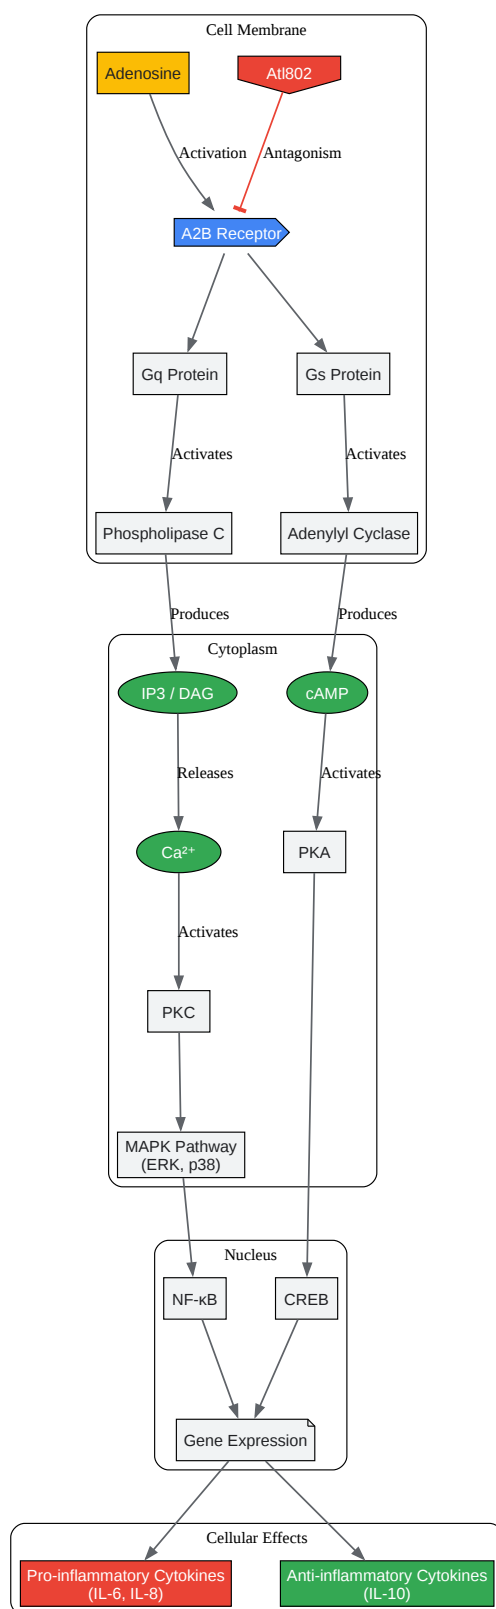 Cell Membrane
Adenosine
Atl802
Activation
Antagonism
A2B Receptor
Gq Protein
Gs Protein
Activates
Activates
Phospholipase C
Adenylyl Cyclase
Produces
Produces
Cytoplasm
IP3 / DAG
cAMP
Releases
Activates
Ca²⁺
PKA
Activates
PKC
MAPK Pathway
(ERK, p38)
Nucleus
NF-κB
CREB
Gene Expression
Cellular Effects
Pro-inflammatory Cytokines
(IL-6, IL-8)
Anti-inflammatory Cytokines
(IL-10)